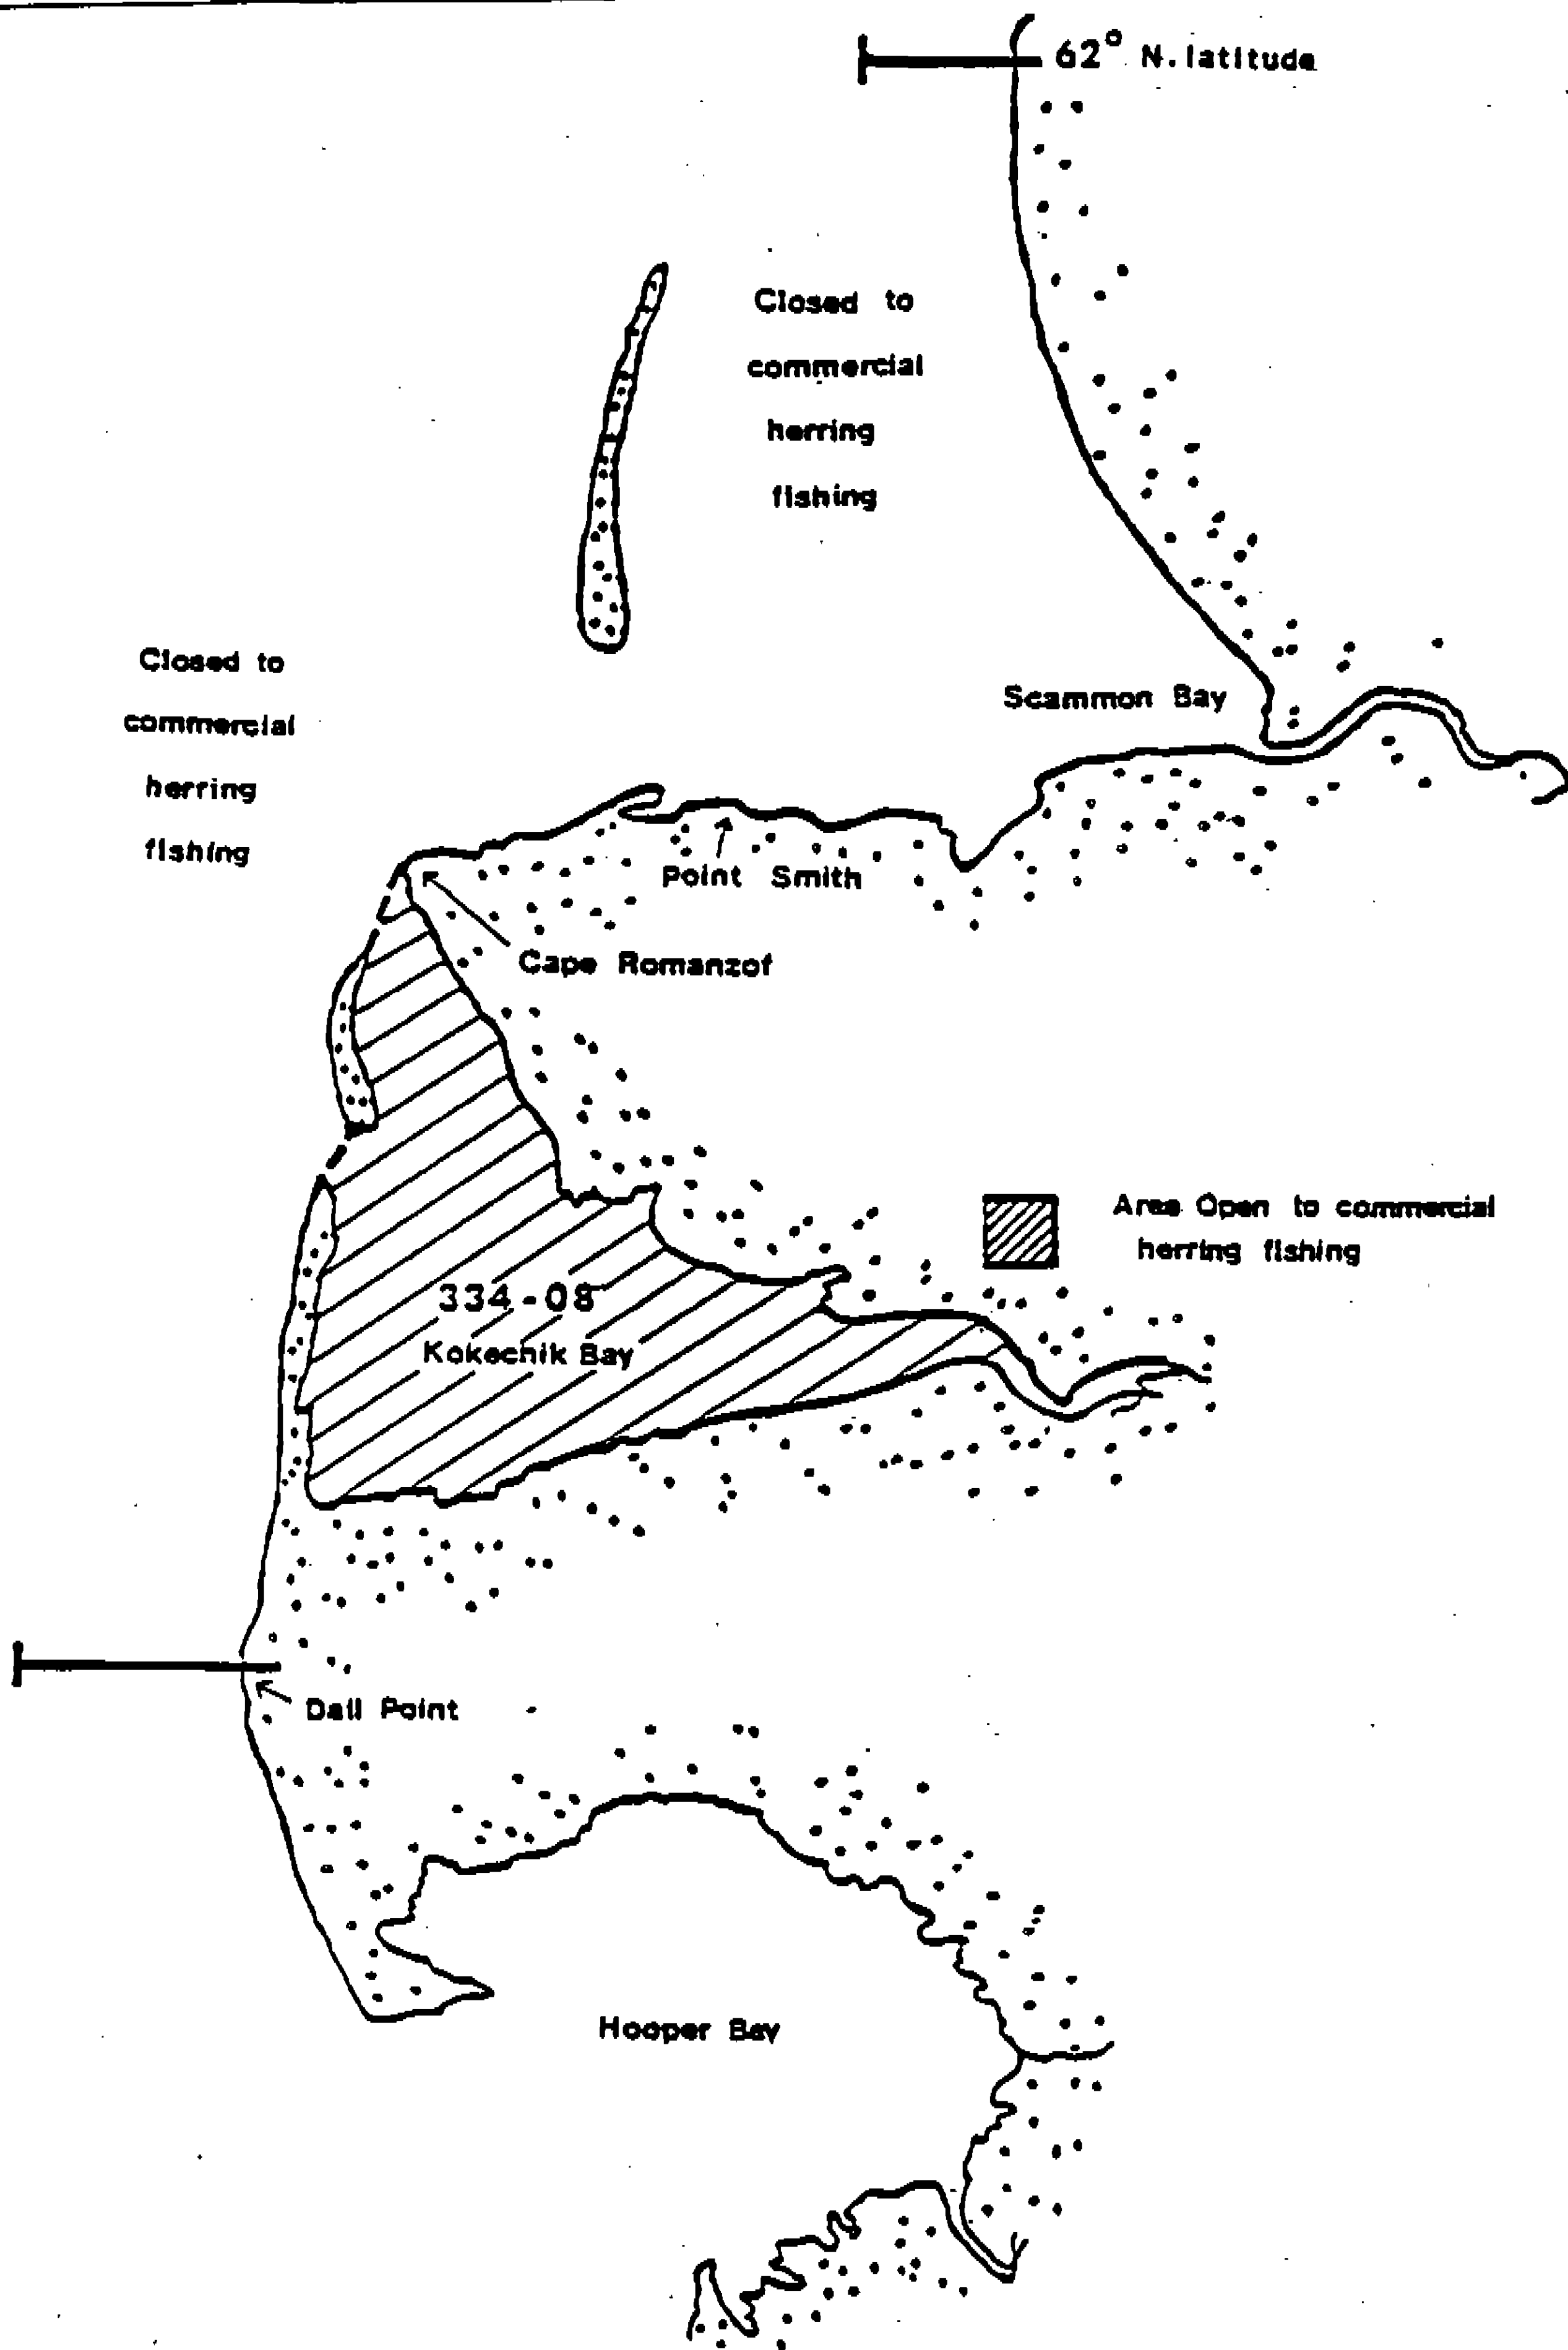 62° N. latitude
Closed to
commercial
herring
fishing
Closed to
commercial
herring
fishing
Scammon Bay
Point Smith
Cape Romanzof
Area Open to commercial
herring fishing
334-08
Kokechik Bay
Dall Point
Hooper Bay